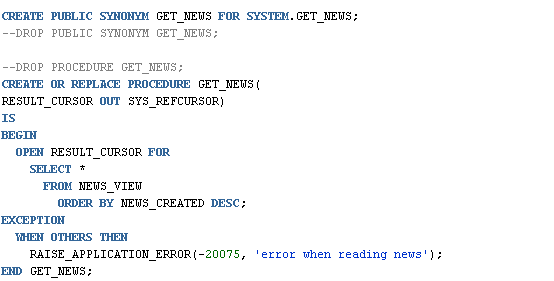 CREATE PUBLIC SYNONYM GET_NEWS FOR SYSTEM.GET_NEWS;
--DROP PUBLIC SYNONYM GET_NEWS;

--DROP PROCEDURE GET_NEWS;
CREATE OR REPLACE PROCEDURE GET_NEWS(
RESULT_CURSOR OUT SYS_REFCURSOR)
IS
BEGIN
  OPEN RESULT_CURSOR FOR
    SELECT *
      FROM NEWS_VIEW
        ORDER BY NEWS_CREATED DESC;
EXCEPTION
  WHEN OTHERS THEN
    RAISE_APPLICATION_ERROR(-20075, 'error when reading news');
END GET_NEWS;